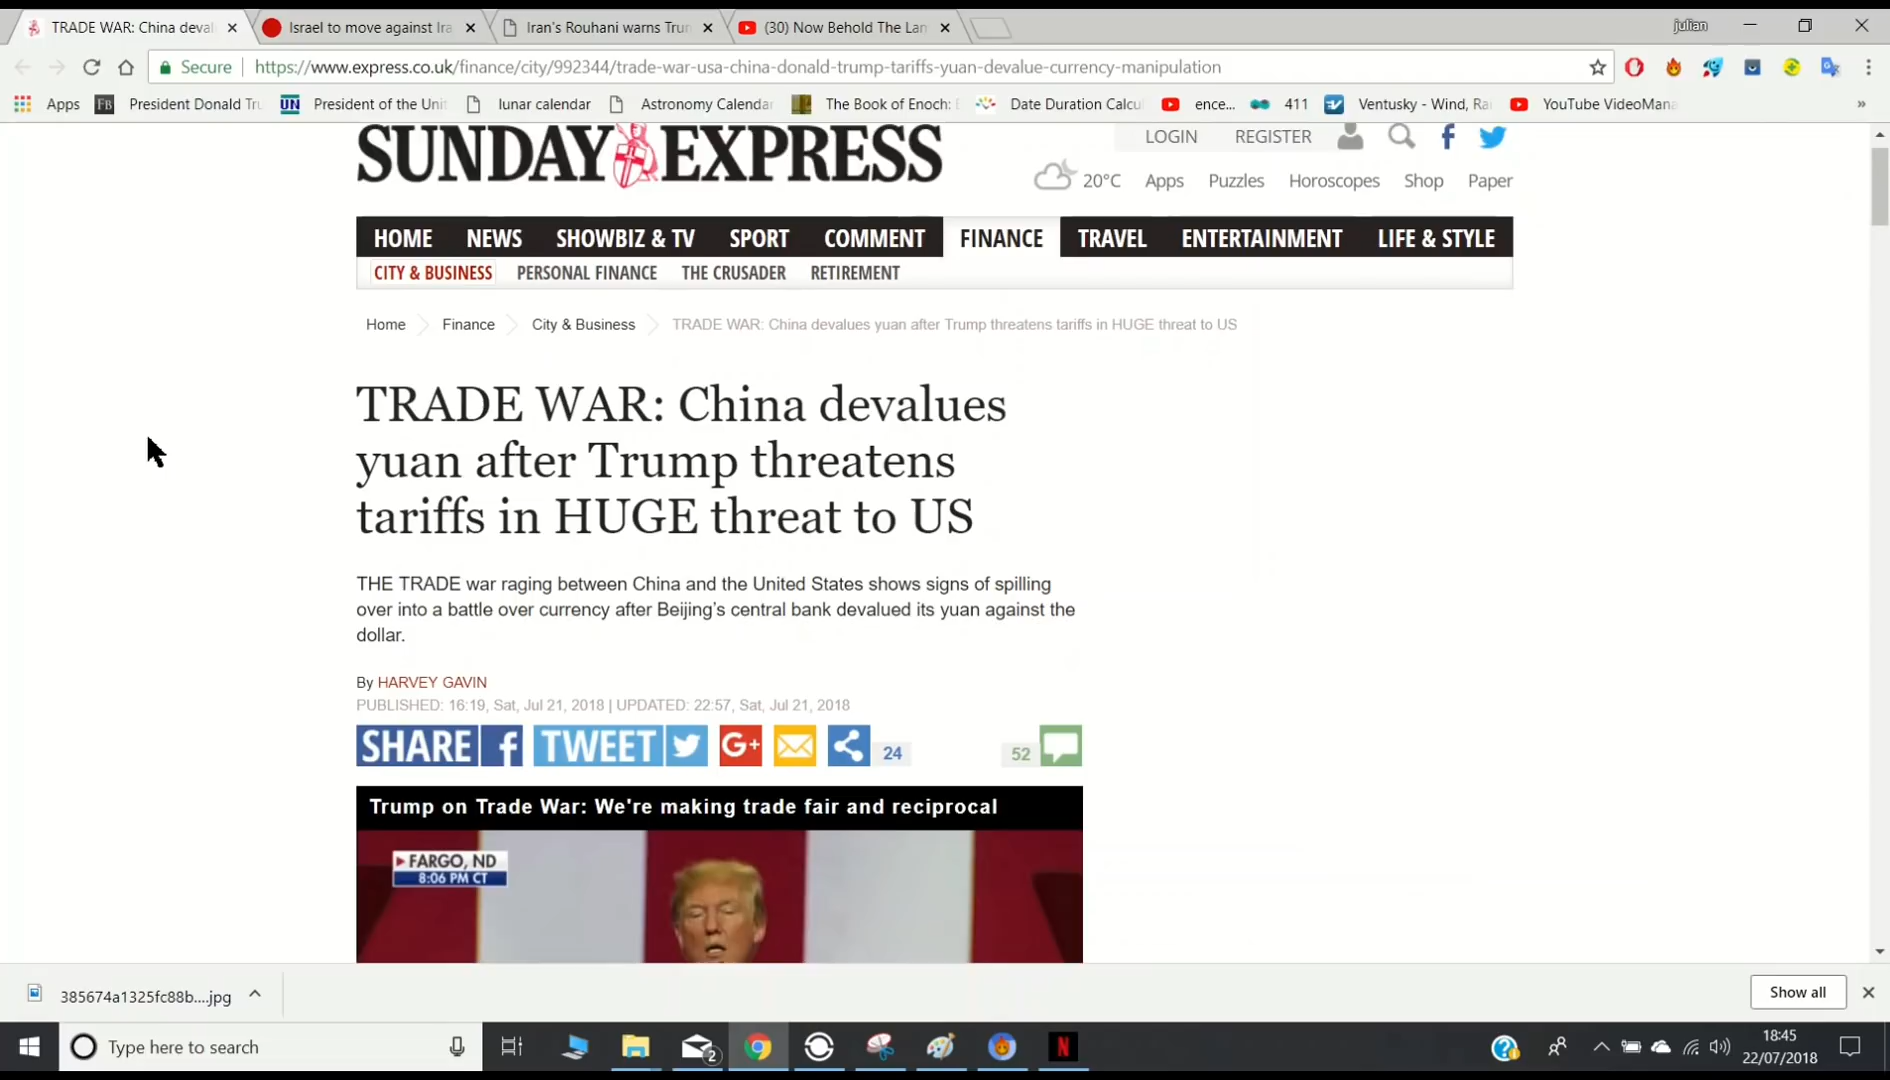 TRADE WAR: China deval
Israel to move against Ira
Iran's Rouhani warns Trum
(30) Now Behold The Lam
julian
Secure
https://www.express.co.uk/finance/city/992344/trade-war-usa-china-donald-trump-tariffs-yuan-devalue-currency-manipulation
Apps
FB President Donald Tru
UN President of the Unit
lunar calendar
Astronomy Calendar
The Book of Enoch:
Date Duration Calcu
ence...
411
Ventusky - Wind, Ra
YouTube VideoMana
»
SUNDAY EXPRESS
LOGIN REGISTER
20°C Apps Puzzles Horoscopes Shop Paper
HOME NEWS SHOWBIZ & TV SPORT COMMENT FINANCE TRAVEL ENTERTAINMENT LIFE & STYLE
CITY & BUSINESS PERSONAL FINANCE THE CRUSADER RETIREMENT
Home Finance City & Business TRADE WAR: China devalues yuan after Trump threatens tariffs in HUGE threat to US
TRADE WAR: China devalues
yuan after Trump threatens
tariffs in HUGE threat to US
THE TRADE war raging between China and the United States shows signs of spilling
over into a battle over currency after Beijing's central bank devalued its yuan against the
dollar.
By HARVEY GAVIN
PUBLISHED: 16:19, Sat, Jul 21, 2018 | UPDATED: 22:57, Sat, Jul 21, 2018
SHARE f TWEET G+ 24 52
Trump on Trade War: We're making trade fair and reciprocal
FARGO, ND
8:06 PM CT
385674a1325fc88b....jpg
Show all
Type here to search
2
N
18:45
22/07/2018